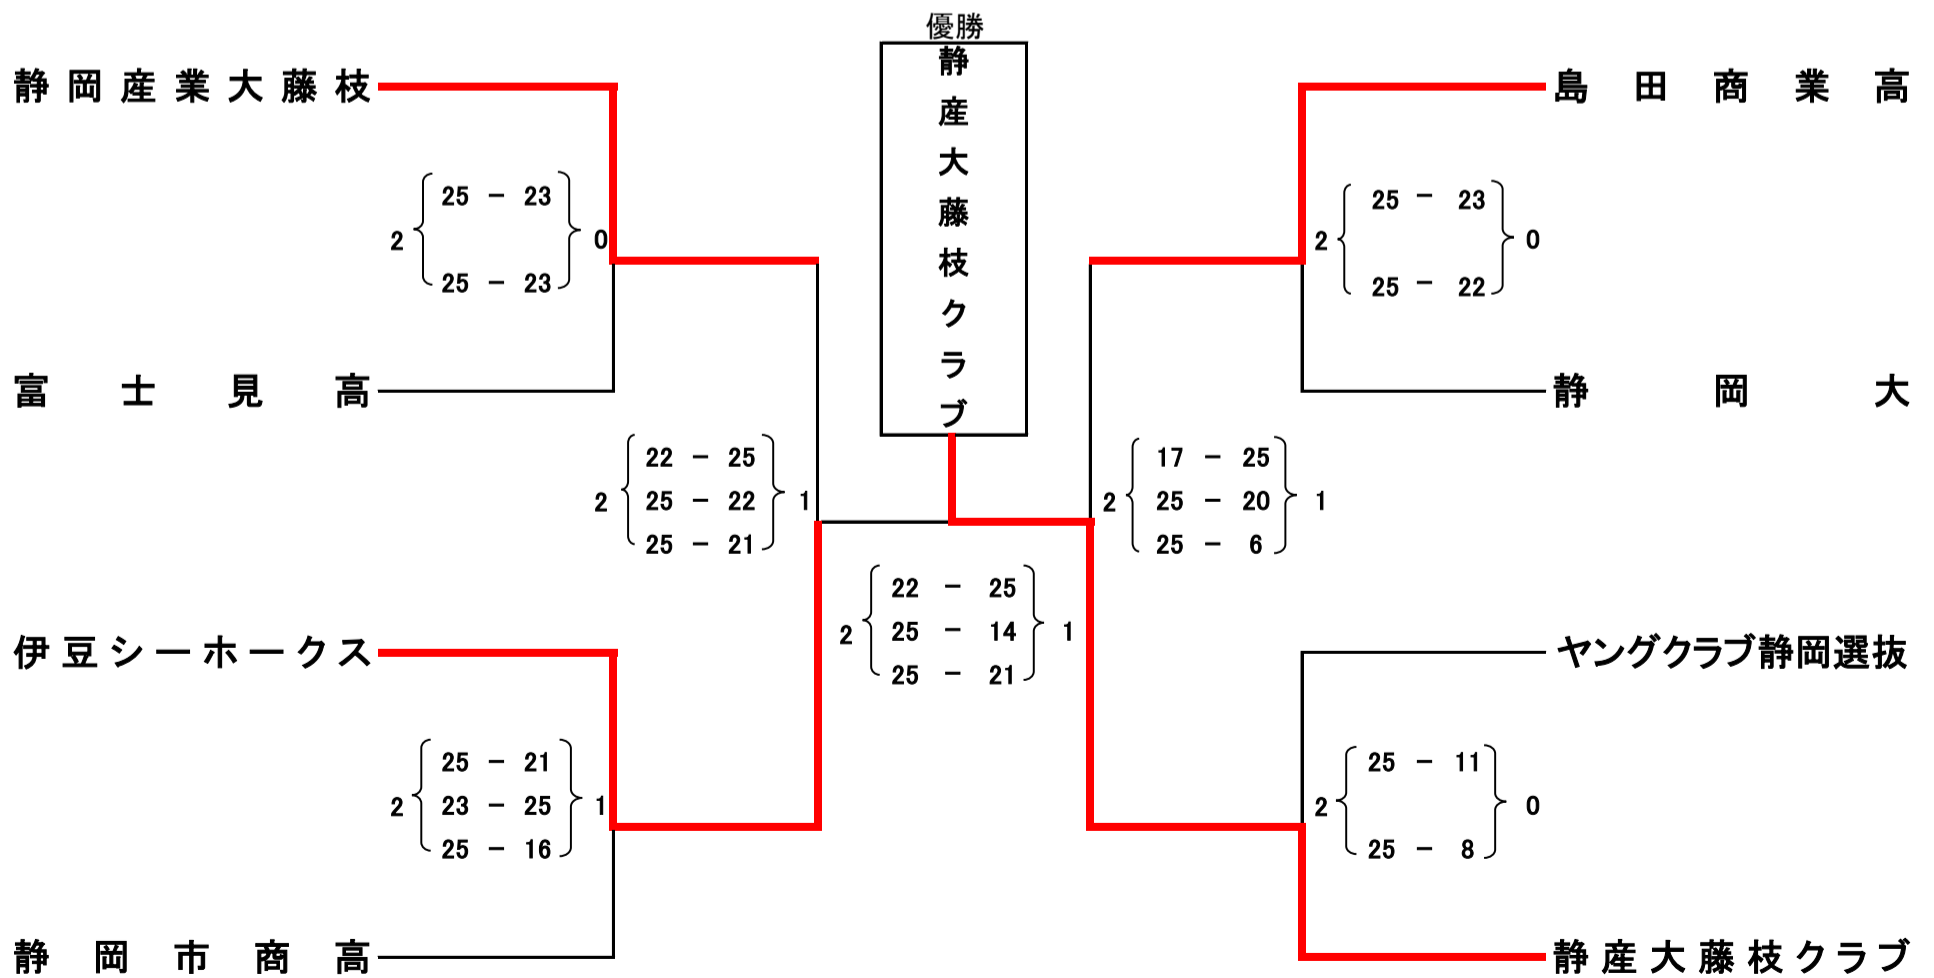 優勝
静産大藤枝クラブ
静岡産業大藤枝
25 - 23
2 0
25 - 23
富士見高
22 - 25
2 25 - 22 1
25 - 21
伊豆シーホークス
25 - 21
2 23 - 25 1
25 - 16
静岡市商高
22 - 25
2 25 - 14 1
25 - 21
島田商業高
25 - 23
2 0
25 - 22
静岡大
17 - 25
2 25 - 20 1
25 - 6
ヤングクラブ静岡選抜
25 - 11
2 0
25 - 8
静産大藤枝クラブ